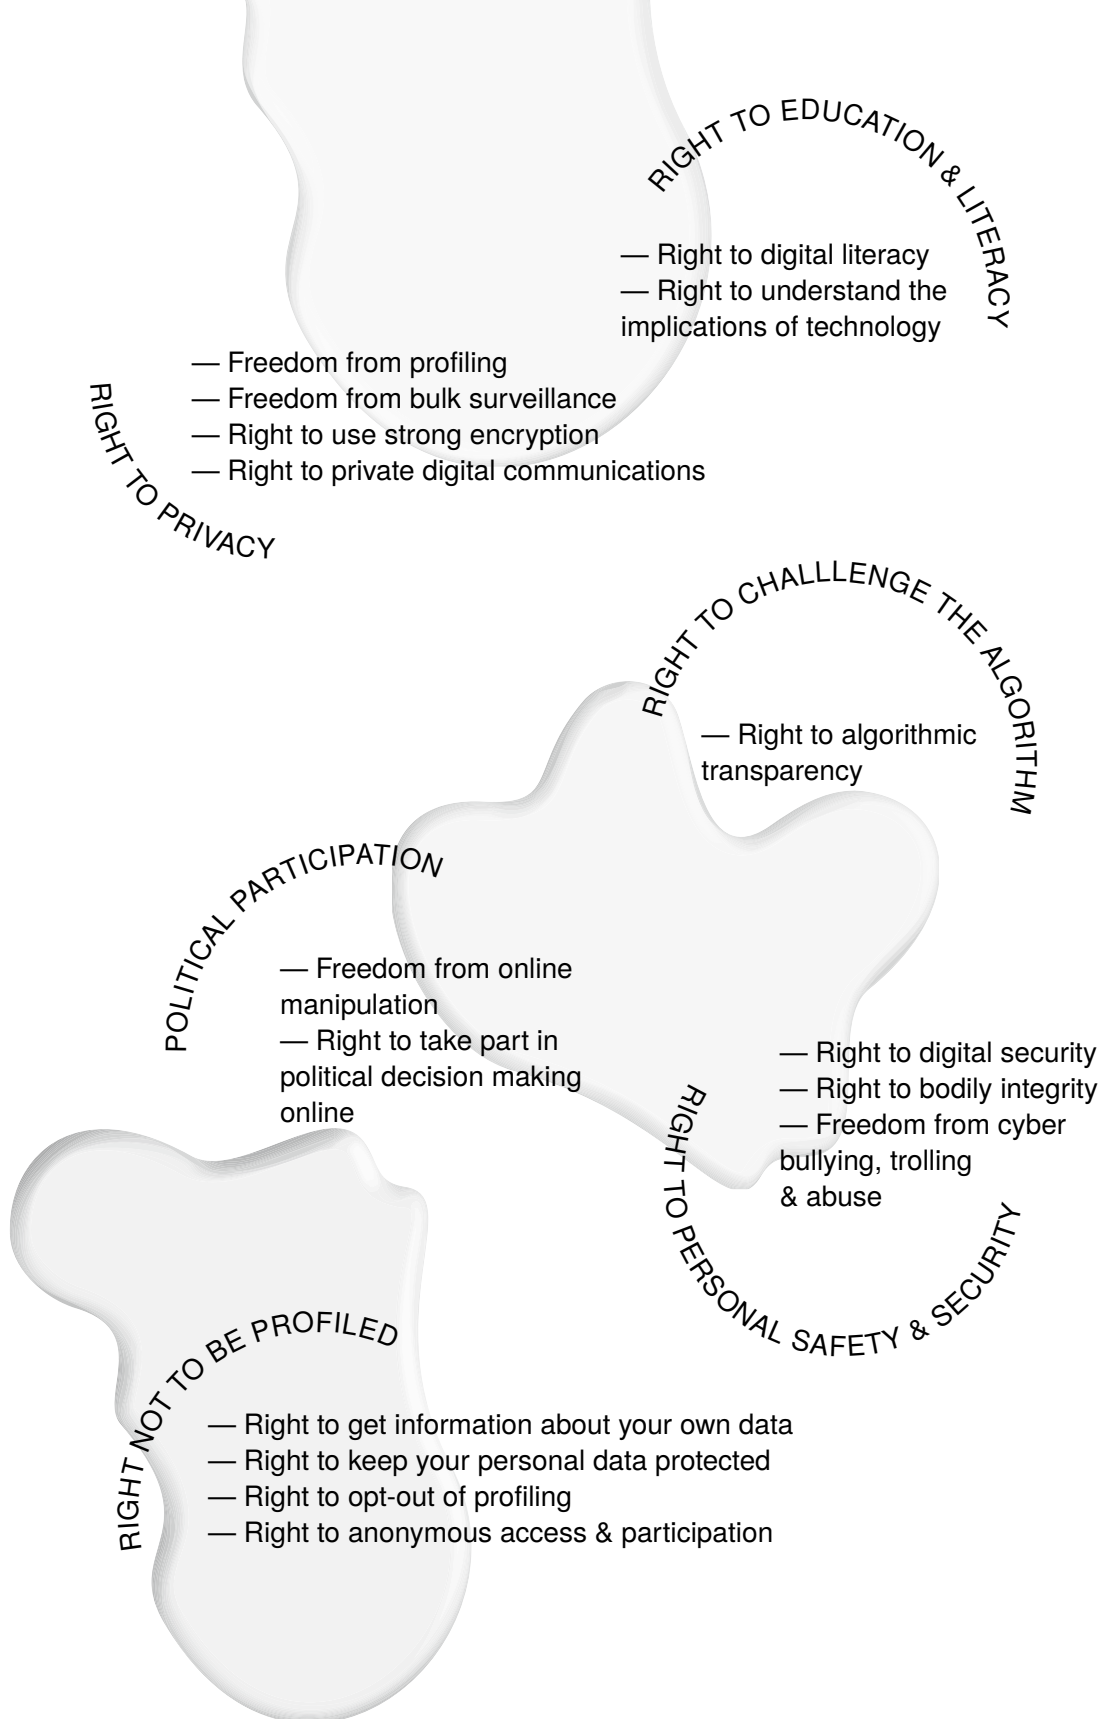 RIGHT TO EDUCATION & LITERACY
— Right to digital literacy
— Right to understand the
implications of technology
RIGHT TO PRIVACY
— Freedom from profiling
— Freedom from bulk surveillance
— Right to use strong encryption
— Right to private digital communications
RIGHT TO CHALLLENGE THE ALGORITHM
— Right to algorithmic
transparency
POLITICAL PARTICIPATION
— Freedom from online
manipulation
— Right to take part in
political decision making
online
— Right to digital security
— Right to bodily integrity
— Freedom from cyber
bullying, trolling
& abuse
RIGHT TO PERSONAL SAFETY & SECURITY
RIGHT NOT TO BE PROFILED
— Right to get information about your own data
— Right to keep your personal data protected
— Right to opt-out of profiling
— Right to anonymous access & participation